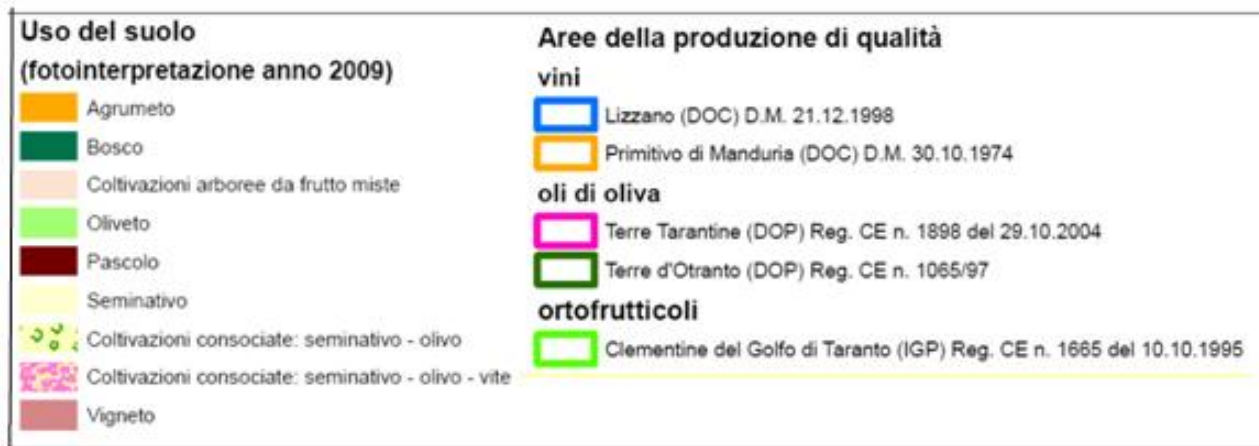 Uso del suolo
(fotointerpretazione anno 2009)
Agrumeto
Bosco
Coltivazioni arboree da frutto miste
Oliveto
Pascolo
Seminativo
Coltivazioni consociate: seminativo - olivo
Coltivazioni consociate: seminativo - olivo - vite
Vigneto
Aree della produzione di qualità
vini
Lizzano (DOC) D.M. 21.12.1998
Primitivo di Manduria (DOC) D.M. 30.10.1974
oli di oliva
Terre Tarantine (DOP) Reg. CE n. 1898 del 29.10.2004
Terre d'Otranto (DOP) Reg. CE n. 1065/97
ortofrutticoli
Clementine del Golfo di Taranto (IGP) Reg. CE n. 1665 del 10.10.1995